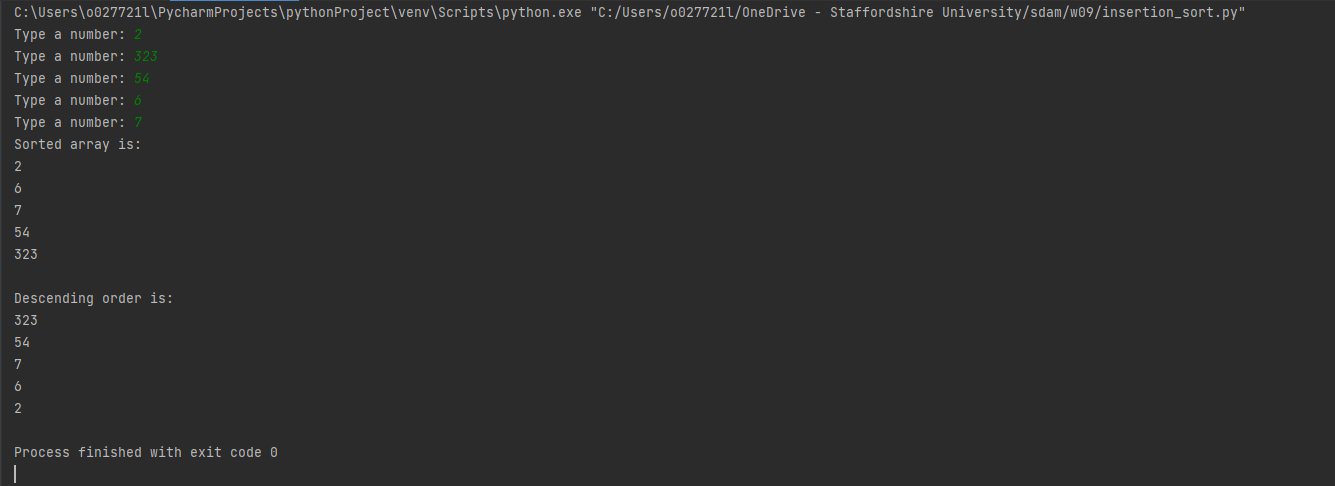 C:\Users\o027721l\PycharmProjects\pythonProject\venv\Scripts\python.exe "C:/Users/o027721l/OneDrive - Staffordshire University/sdam/w09/insertion_sort.py"
Type a number: 2
Type a number: 323
Type a number: 54
Type a number: 6
Type a number: 7
Sorted array is:
2
6
7
54
323
Descending order is:
323
54
7
6
2
Process finished with exit code 0